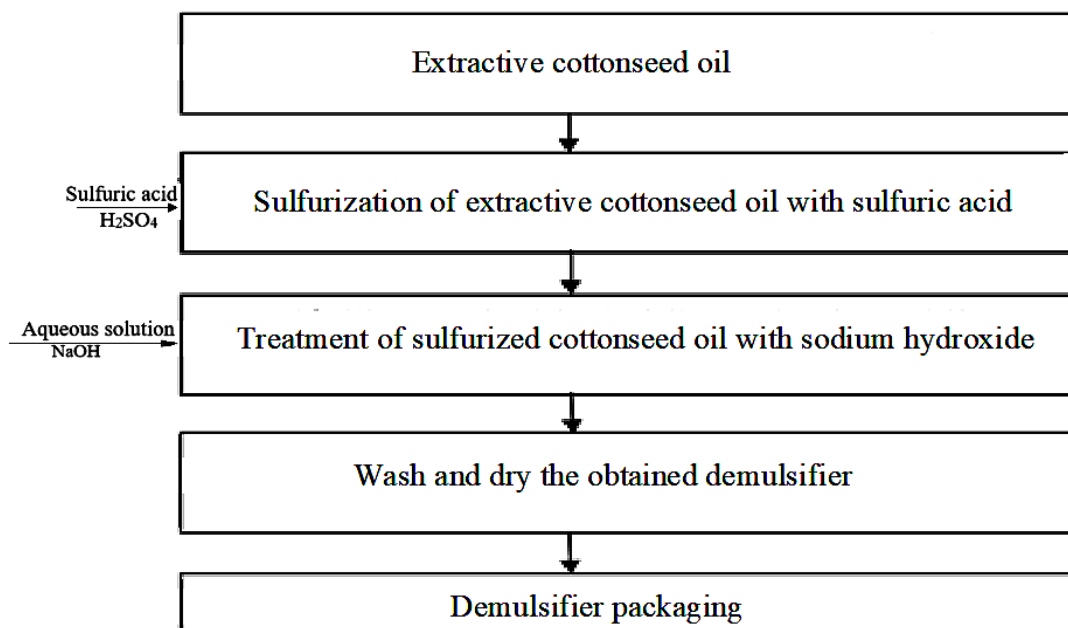 Extractive cottonseed oil
Sulfuric acid
H₂SO₄
Sulfurization of extractive cottonseed oil with sulfuric acid
Aqueous solution
NaOH
Treatment of sulfurized cottonseed oil with sodium hydroxide
Wash and dry the obtained demulsifier
Demulsifier packaging